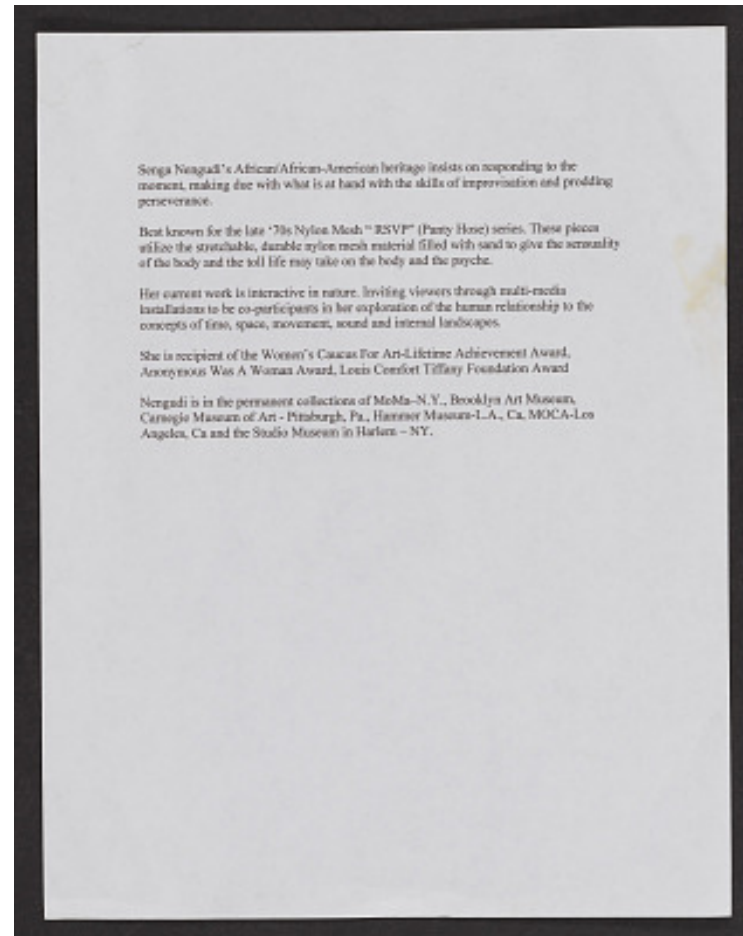 Senga Nengudi's African/African-American heritage insists on responding to the
moment, making due with what is at hand with the skills of improvisation and prodding
perseverance.
Best known for the late '70s Nylon Mesh " RSVP" (Panty Hose) series. These pieces
utilize the stretchable, durable nylon mesh material filled with sand to give the sensuality
of the body and the toll life may take on the body and the psyche.
Her current work is interactive in nature. Inviting viewers through multi-media
installations to be co-participants in her exploration of the human relationship to the
concepts of time, space, movement, sound and internal landscapes.
She is recipient of the Women's Caucus For Art-Lifetime Achievement Award,
Anonymous Was A Woman Award, Louis Comfort Tiffany Foundation Award
Nengudi is in the permanent collections of MoMa–N.Y., Brooklyn Art Museum,
Carnegie Museum of Art - Pittsburgh, Pa., Hammer Museum-L.A., Ca, MOCA-Los
Angeles, Ca and the Studio Museum in Harlem – NY.